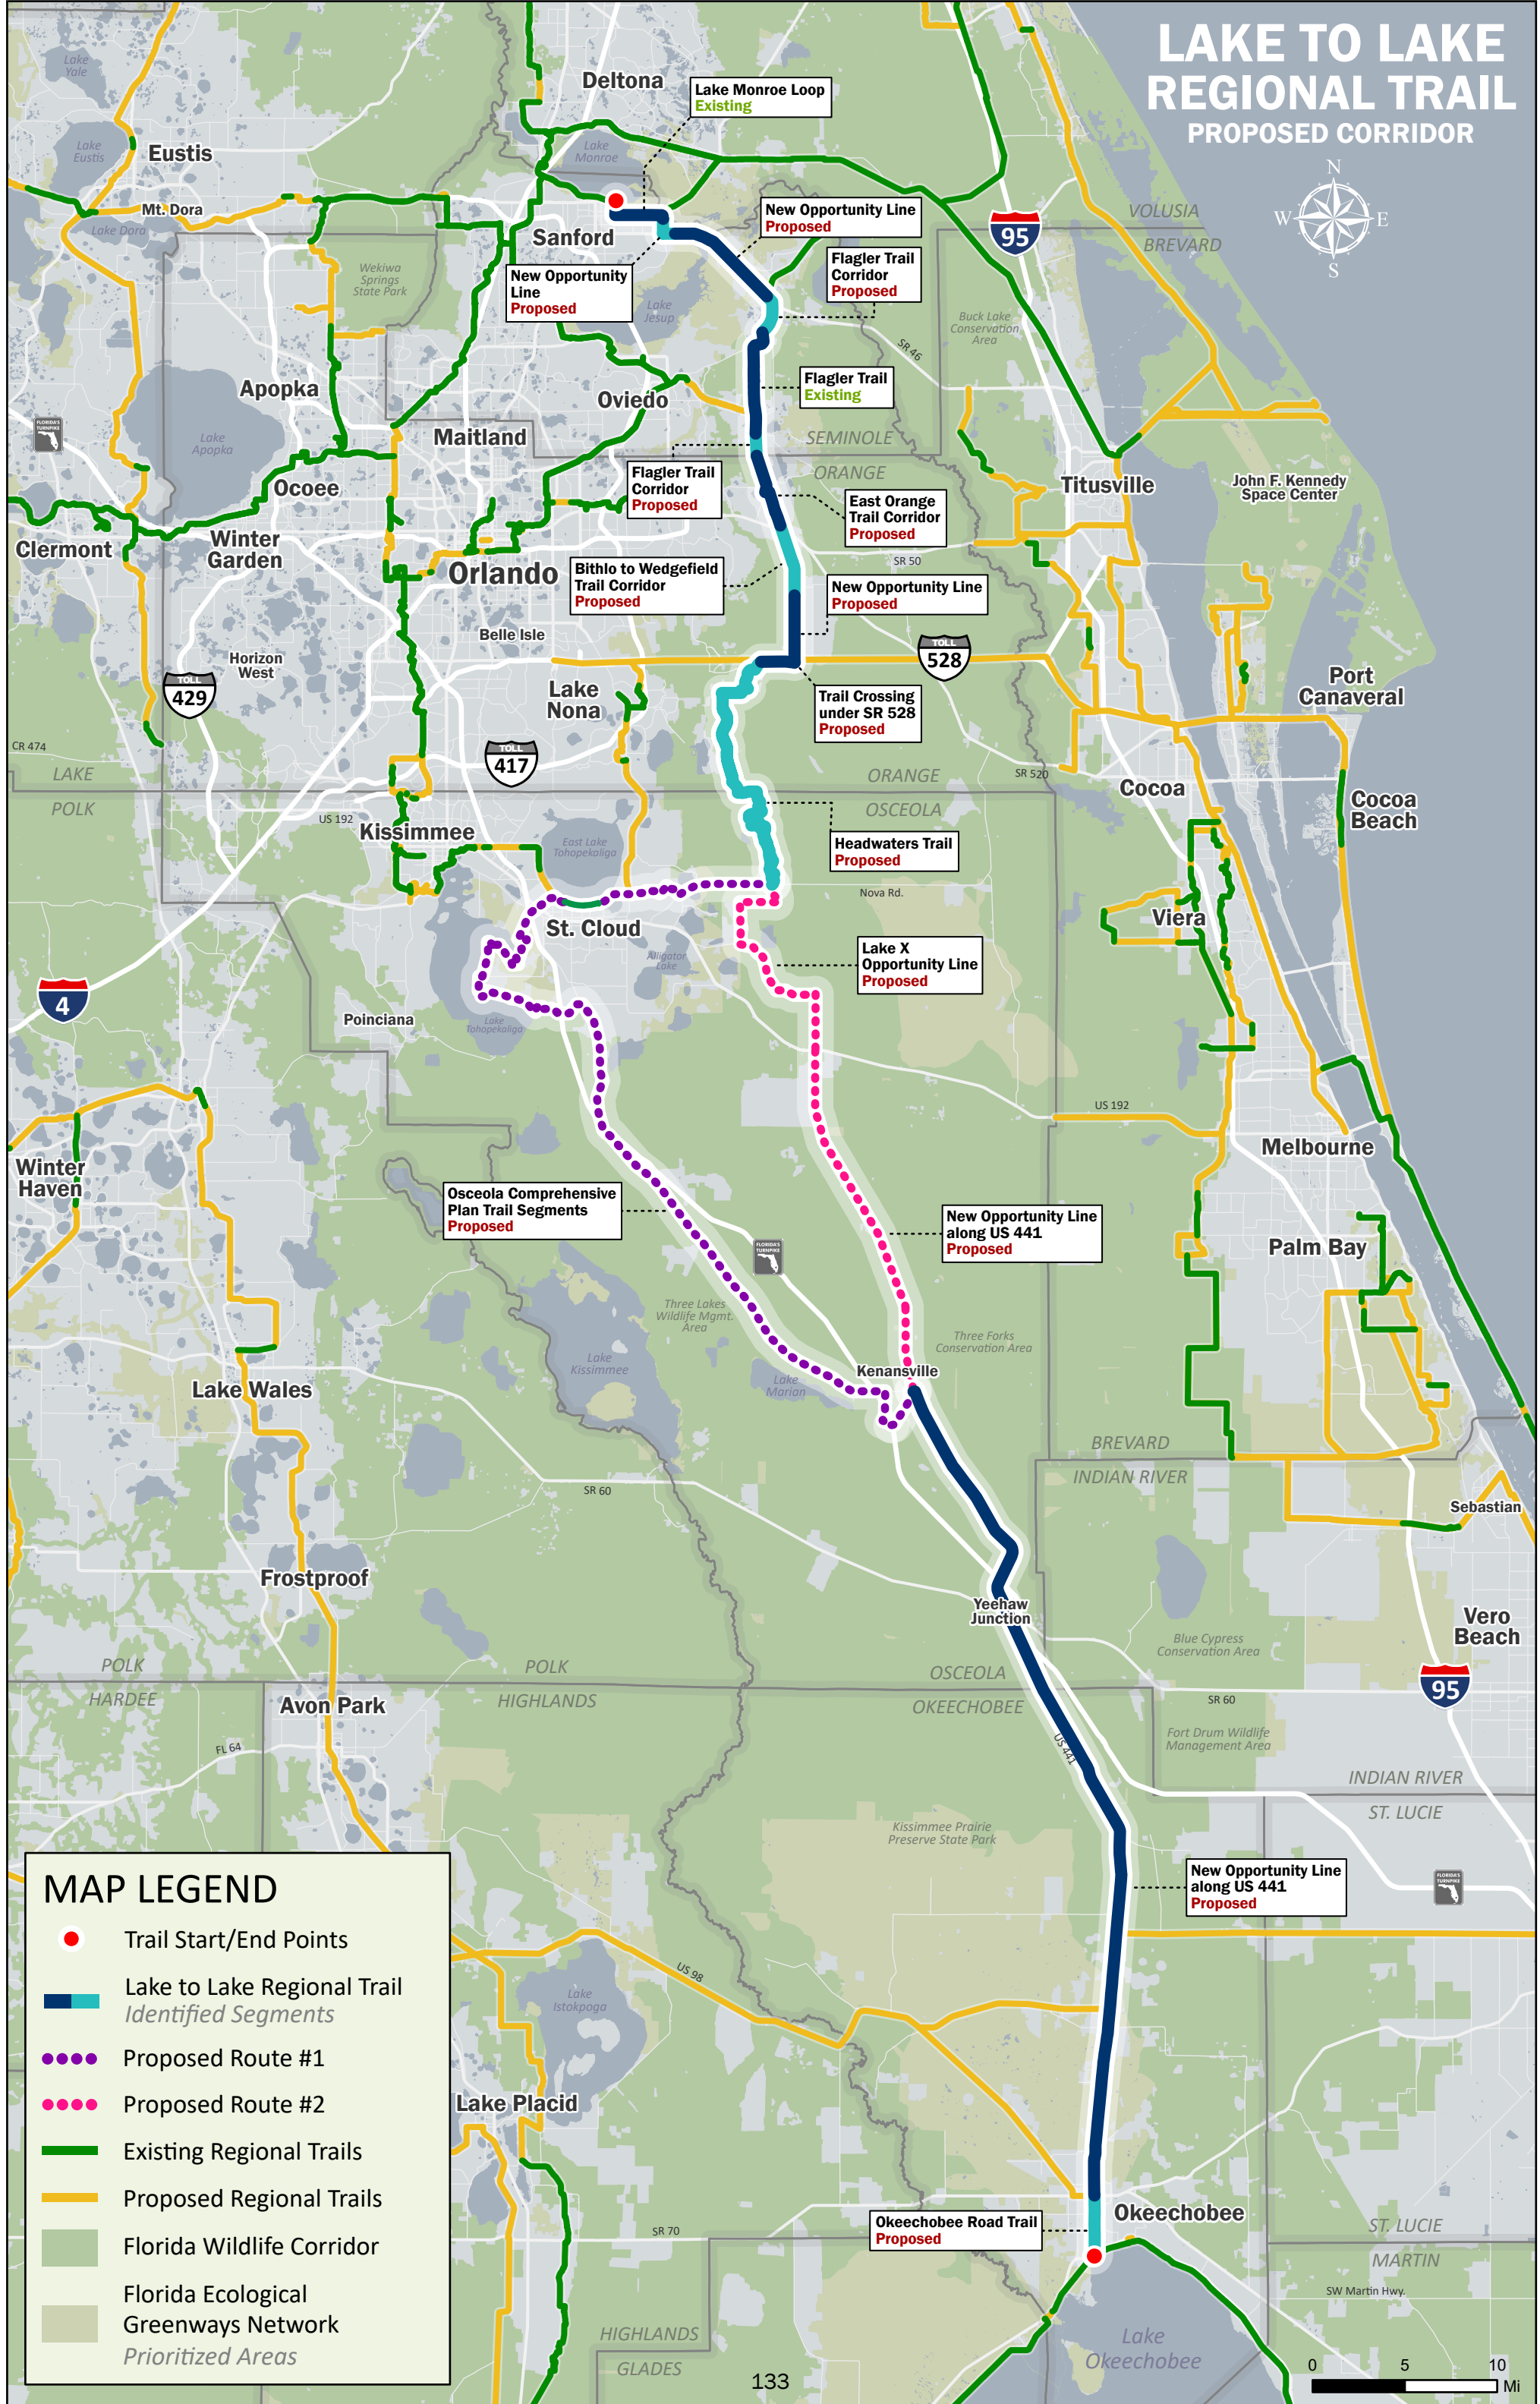 LAKE TO LAKE
REGIONAL TRAIL
PROPOSED CORRIDOR
N
W
E
S
Lake
Yale
Deltona
Lake Monroe Loop
Existing
Lake
Eustis
Eustis
Lake
Monroe
Mt. Dora
Lake Dora
Sanford
New Opportunity Line
Proposed
95
VOLUSIA
BREVARD
Wekiwa
Springs
State Park
New Opportunity
Line
Proposed
Flagler Trail
Corridor
Proposed
Lake
Jesup
Buck Lake
Conservation
Area
SR 46
Apopka
Oviedo
Flagler Trail
Existing
FLORIDA'S
TURNPIKE
Lake
Apopka
Maitland
SEMINOLE
ORANGE
Ocoee
Flagler Trail
Corridor
Proposed
East Orange
Trail Corridor
Proposed
Titusville
John F. Kennedy
Space Center
Clermont
Winter
Garden
Orlando
Bithlo to Wedgefield
Trail Corridor
Proposed
SR 50
New Opportunity Line
Proposed
Belle Isle
Horizon
West
TOLL
429
TOLL
528
Lake
Nona
Trail Crossing
under SR 528
Proposed
Port
Canaveral
CR 474
LAKE
POLK
TOLL
417
ORANGE
OSCEOLA
SR 520
Cocoa
Cocoa
Beach
US 192
Kissimmee
East Lake
Tohopekaliga
Headwaters Trail
Proposed
Nova Rd.
St. Cloud
Viera
Alligator
Lake
Lake X
Opportunity Line
Proposed
4
Poinciana
Lake
Tohopekaliga
US 192
Melbourne
Winter
Haven
Osceola Comprehensive
Plan Trail Segments
Proposed
New Opportunity Line
along US 441
Proposed
Palm Bay
FLORIDA'S
TURNPIKE
Three Lakes
Wildlife Mgmt.
Area
Three Forks
Conservation Area
Lake
Kissimmee
Kenansville
Lake
Marian
Lake Wales
BREVARD
INDIAN RIVER
SR 60
Sebastian
Frostproof
Yeehaw
Junction
Vero
Beach
Blue Cypress
Conservation Area
POLK
HARDEE
POLK
HIGHLANDS
OSCEOLA
OKEECHOBEE
95
SR 60
Avon Park
Fort Drum Wildlife
Management Area
FL 64
US 441
INDIAN RIVER
ST. LUCIE
Kissimmee Prairie
Preserve State Park
New Opportunity Line
along US 441
Proposed
FLORIDA'S
TURNPIKE
US 98
Lake
Istokpoga
Lake Placid
Okeechobee Road Trail
Proposed
Okeechobee
SR 70
ST. LUCIE
MARTIN
SW Martin Hwy.
HIGHLANDS
GLADES
Lake
Okeechobee
MAP LEGEND
Trail Start/End Points
Lake to Lake Regional Trail
Identified Segments
Proposed Route #1
Proposed Route #2
Existing Regional Trails
Proposed Regional Trails
Florida Wildlife Corridor
Florida Ecological
Greenways Network
Prioritized Areas
133
0 5 10
Mi